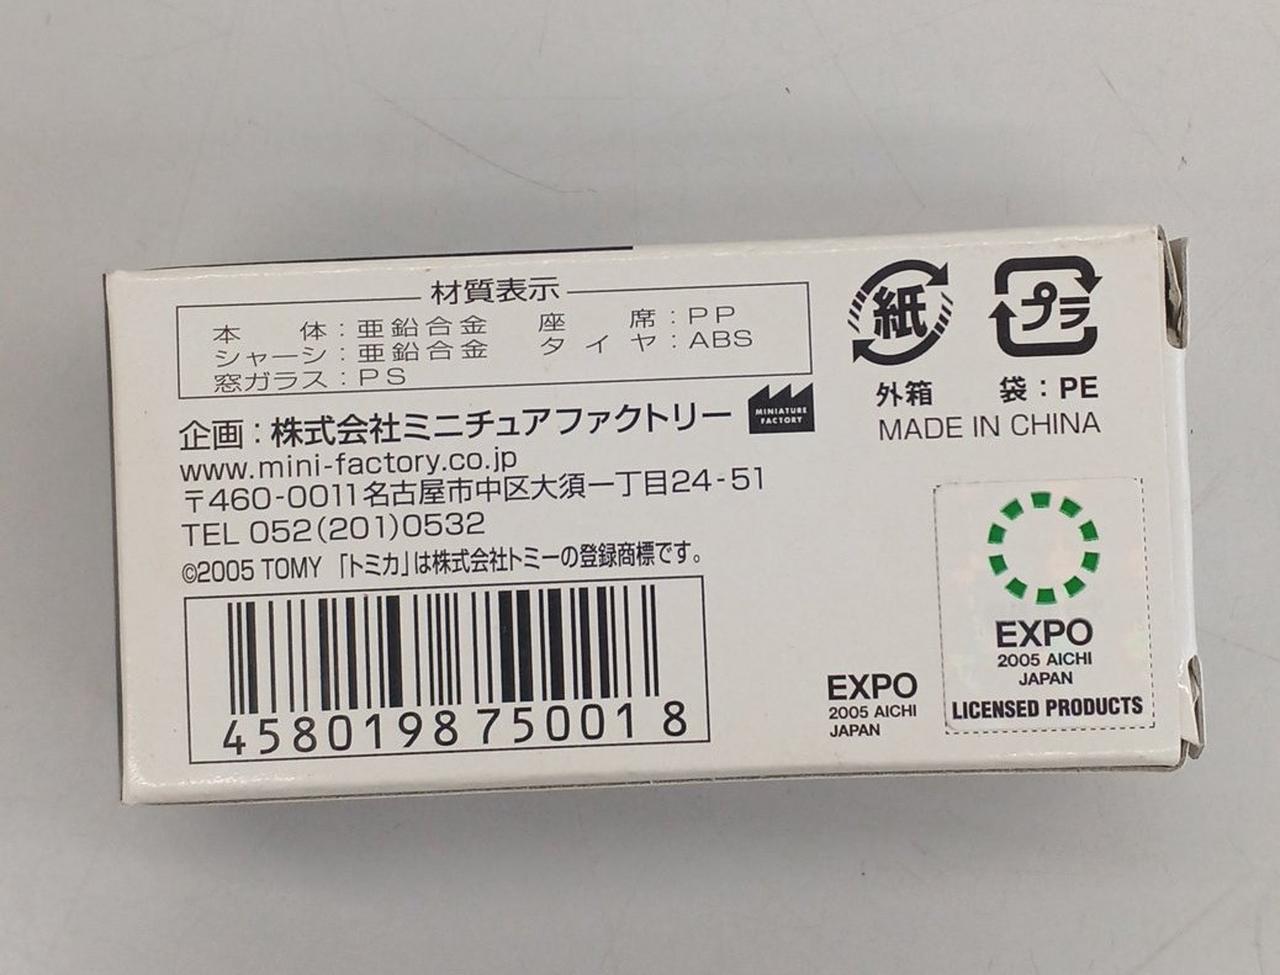 材質表示
本体：亜鉛合金 座席：PP
シャーシ：亜鉛合金 タイヤ：ABS
窓ガラス：PS
企画：株式会社ミニチュアファクトリー
MINIATURE
FACTORY
www.mini-factory.co.jp
〒460-0011名古屋市中区大須一丁目24-51
TEL 052(201)0532
©2005 TOMY 「トミカ」は株式会社トミーの登録商標です。
4580198750018
紙
外箱
プラ
袋：PE
MADE IN CHINA
EXPO
2005 AICHI
JAPAN
EXPO
2005 AICHI
JAPAN
LICENSED PRODUCTS